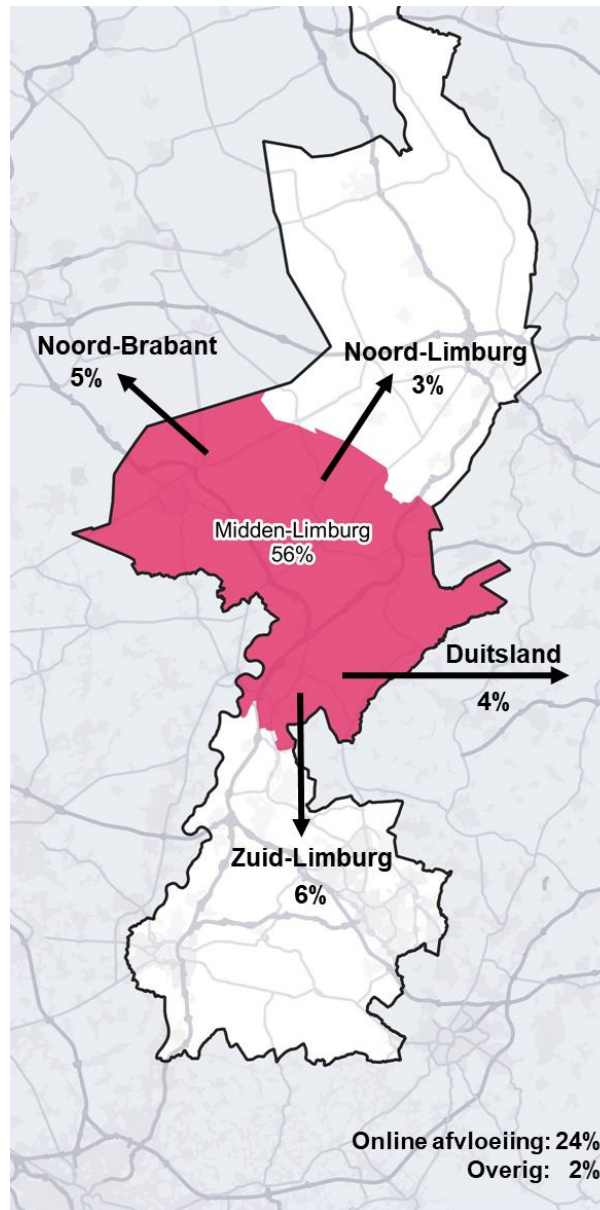 Noord-Brabant
5%
Noord-Limburg
3%
Midden-Limburg
56%
Duitsland
4%
Zuid-Limburg
6%
Online afvloeiing: 24%
Overig: 2%